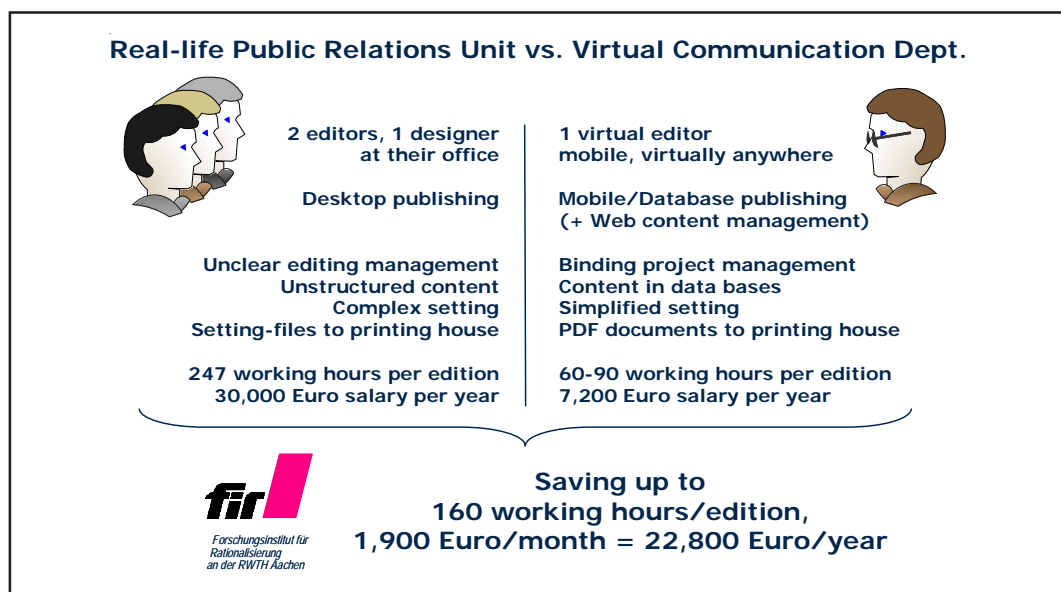 Real-life Public Relations Unit vs. Virtual Communication Dept.
2 editors, 1 designer
at their office
Desktop publishing
Unclear editing management
Unstructured content
Complex setting
Setting-files to printing house
247 working hours per edition
30,000 Euro salary per year
1 virtual editor
mobile, virtually anywhere
Mobile/Database publishing
(+ Web content management)
Binding project management
Content in data bases
Simplified setting
PDF documents to printing house
60-90 working hours per edition
7,200 Euro salary per year
fir
Forschungsinstitut für
Rationalisierung
an der RWTH Aachen
Saving up to
160 working hours/edition,
1,900 Euro/month = 22,800 Euro/year